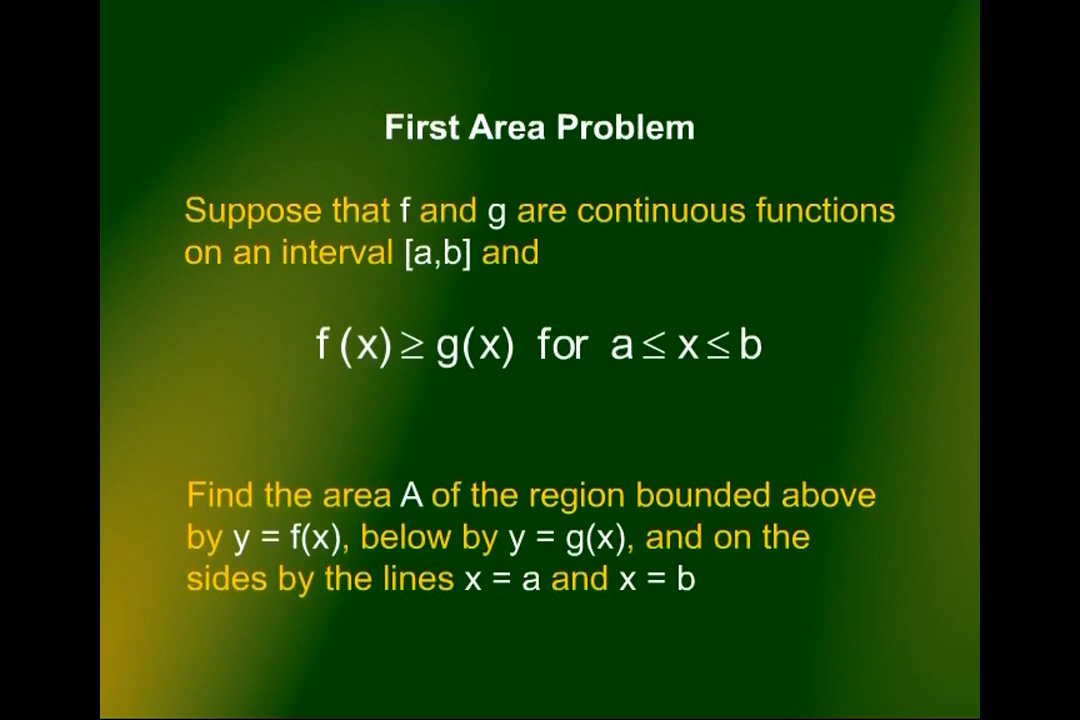 First Area Problem
Suppose that f and g are continuous functions
on an interval [a,b] and
f (x) ≥ g(x) for a ≤ x ≤ b
Find the area A of the region bounded above
by y = f(x), below by y = g(x), and on the
sides by the lines x = a and x = b